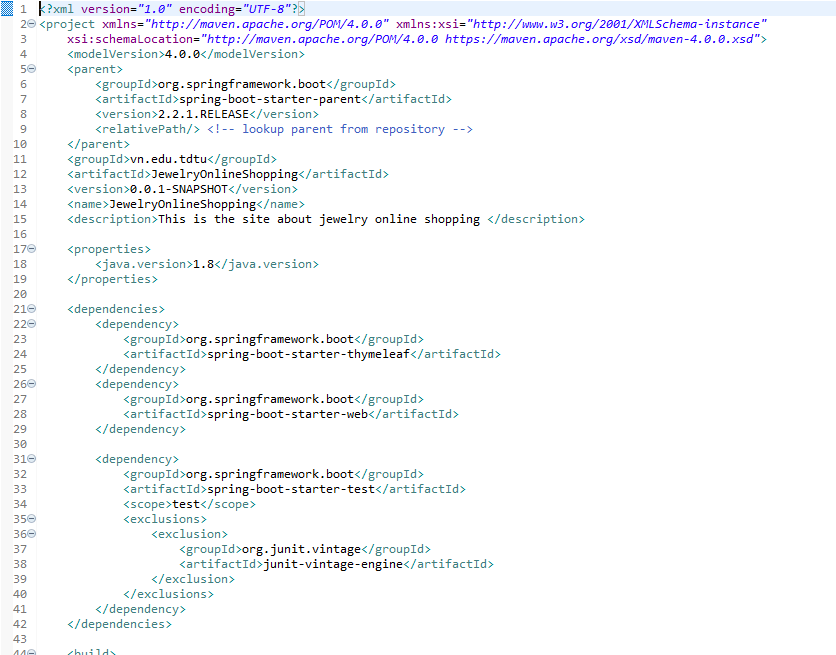 1 <?xml version="1.0" encoding="UTF-8"?>
2 <project xmlns="http://maven.apache.org/POM/4.0.0" xmlns:xsi="http://www.w3.org/2001/XMLSchema-instance"
3     xsi:schemaLocation="http://maven.apache.org/POM/4.0.0 https://maven.apache.org/xsd/maven-4.0.0.xsd">
4     <modelVersion>4.0.0</modelVersion>
5     <parent>
6         <groupId>org.springframework.boot</groupId>
7         <artifactId>spring-boot-starter-parent</artifactId>
8         <version>2.2.1.RELEASE</version>
9         <relativePath/> <!-- lookup parent from repository -->
10     </parent>
11     <groupId>vn.edu.tdtu</groupId>
12     <artifactId>JewelryOnlineShopping</artifactId>
13     <version>0.0.1-SNAPSHOT</version>
14     <name>JewelryOnlineShopping</name>
15     <description>This is the site about jewelry online shopping </description>
16
17     <properties>
18         <java.version>1.8</java.version>
19     </properties>
20
21     <dependencies>
22         <dependency>
23             <groupId>org.springframework.boot</groupId>
24             <artifactId>spring-boot-starter-thymeleaf</artifactId>
25         </dependency>
26         <dependency>
27             <groupId>org.springframework.boot</groupId>
28             <artifactId>spring-boot-starter-web</artifactId>
29         </dependency>
30
31         <dependency>
32             <groupId>org.springframework.boot</groupId>
33             <artifactId>spring-boot-starter-test</artifactId>
34             <scope>test</scope>
35             <exclusions>
36                 <exclusion>
37                     <groupId>org.junit.vintage</groupId>
38                     <artifactId>junit-vintage-engine</artifactId>
39                 </exclusion>
40             </exclusions>
41         </dependency>
42     </dependencies>
43
44     <build>